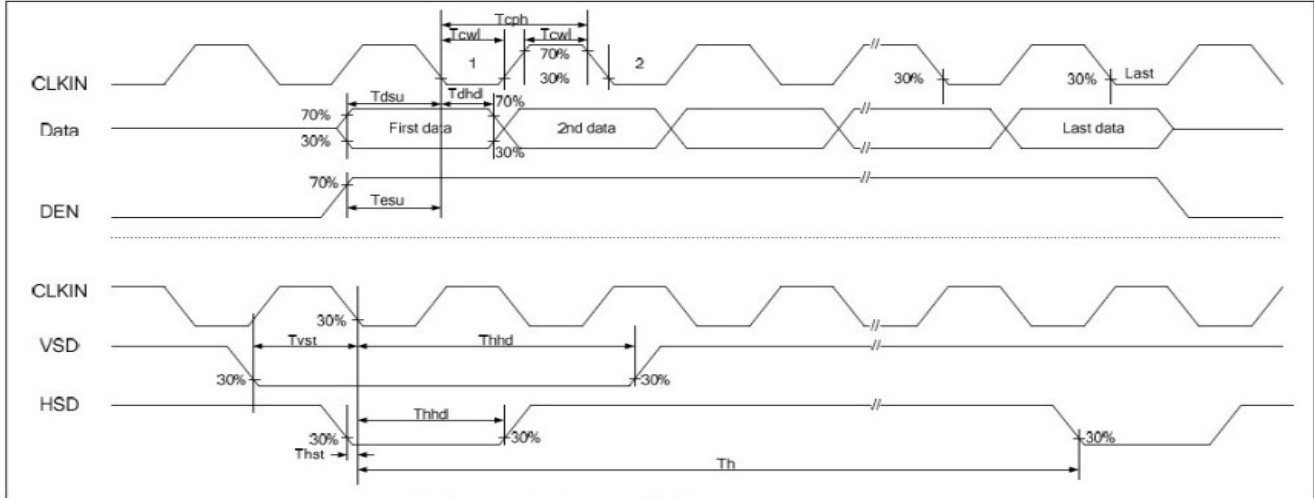 Tcph
Tcwl Tcwl
1 70% 2
CLKIN 30% // 30% 30% Last
Tdsu Tdhd
70% 70%
Data First data 2nd data // Last data
30% 30%
70% //
Tesu
DEN
CLKIN
30% //
VSD Tvst Thhd //
30% 30%
HSD Thhd //
30% 30% 30%
Thst
Th